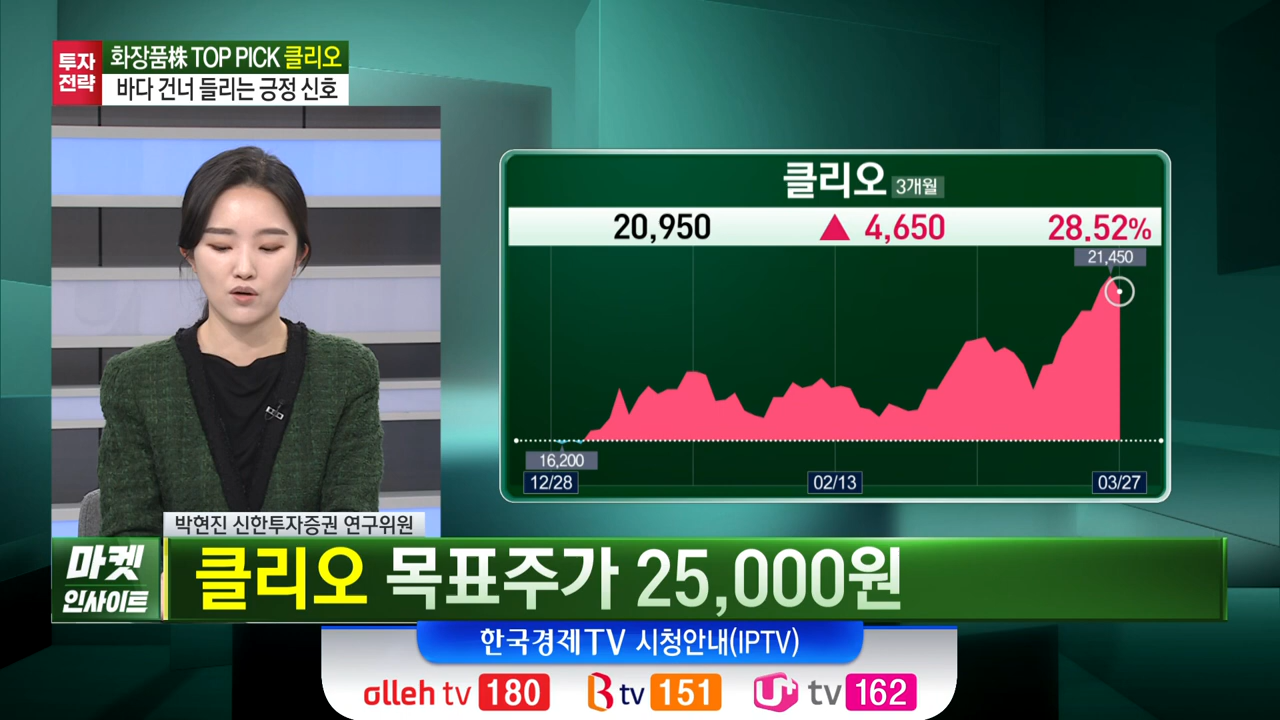 투자
전략
화장품株 TOP PICK 클리오
바다 건너 들리는 긍정 신호
클리오 3개월
20,950 ▲ 4,650 28.52%
21,450
16,200
12/28 02/13 03/27
박현진 신한투자증권 연구위원
마켓
인사이트
클리오 목표주가 25,000원
한국경제TV 시청안내(IPTV)
alleh tv 180 B tv 151 U+ tv 162